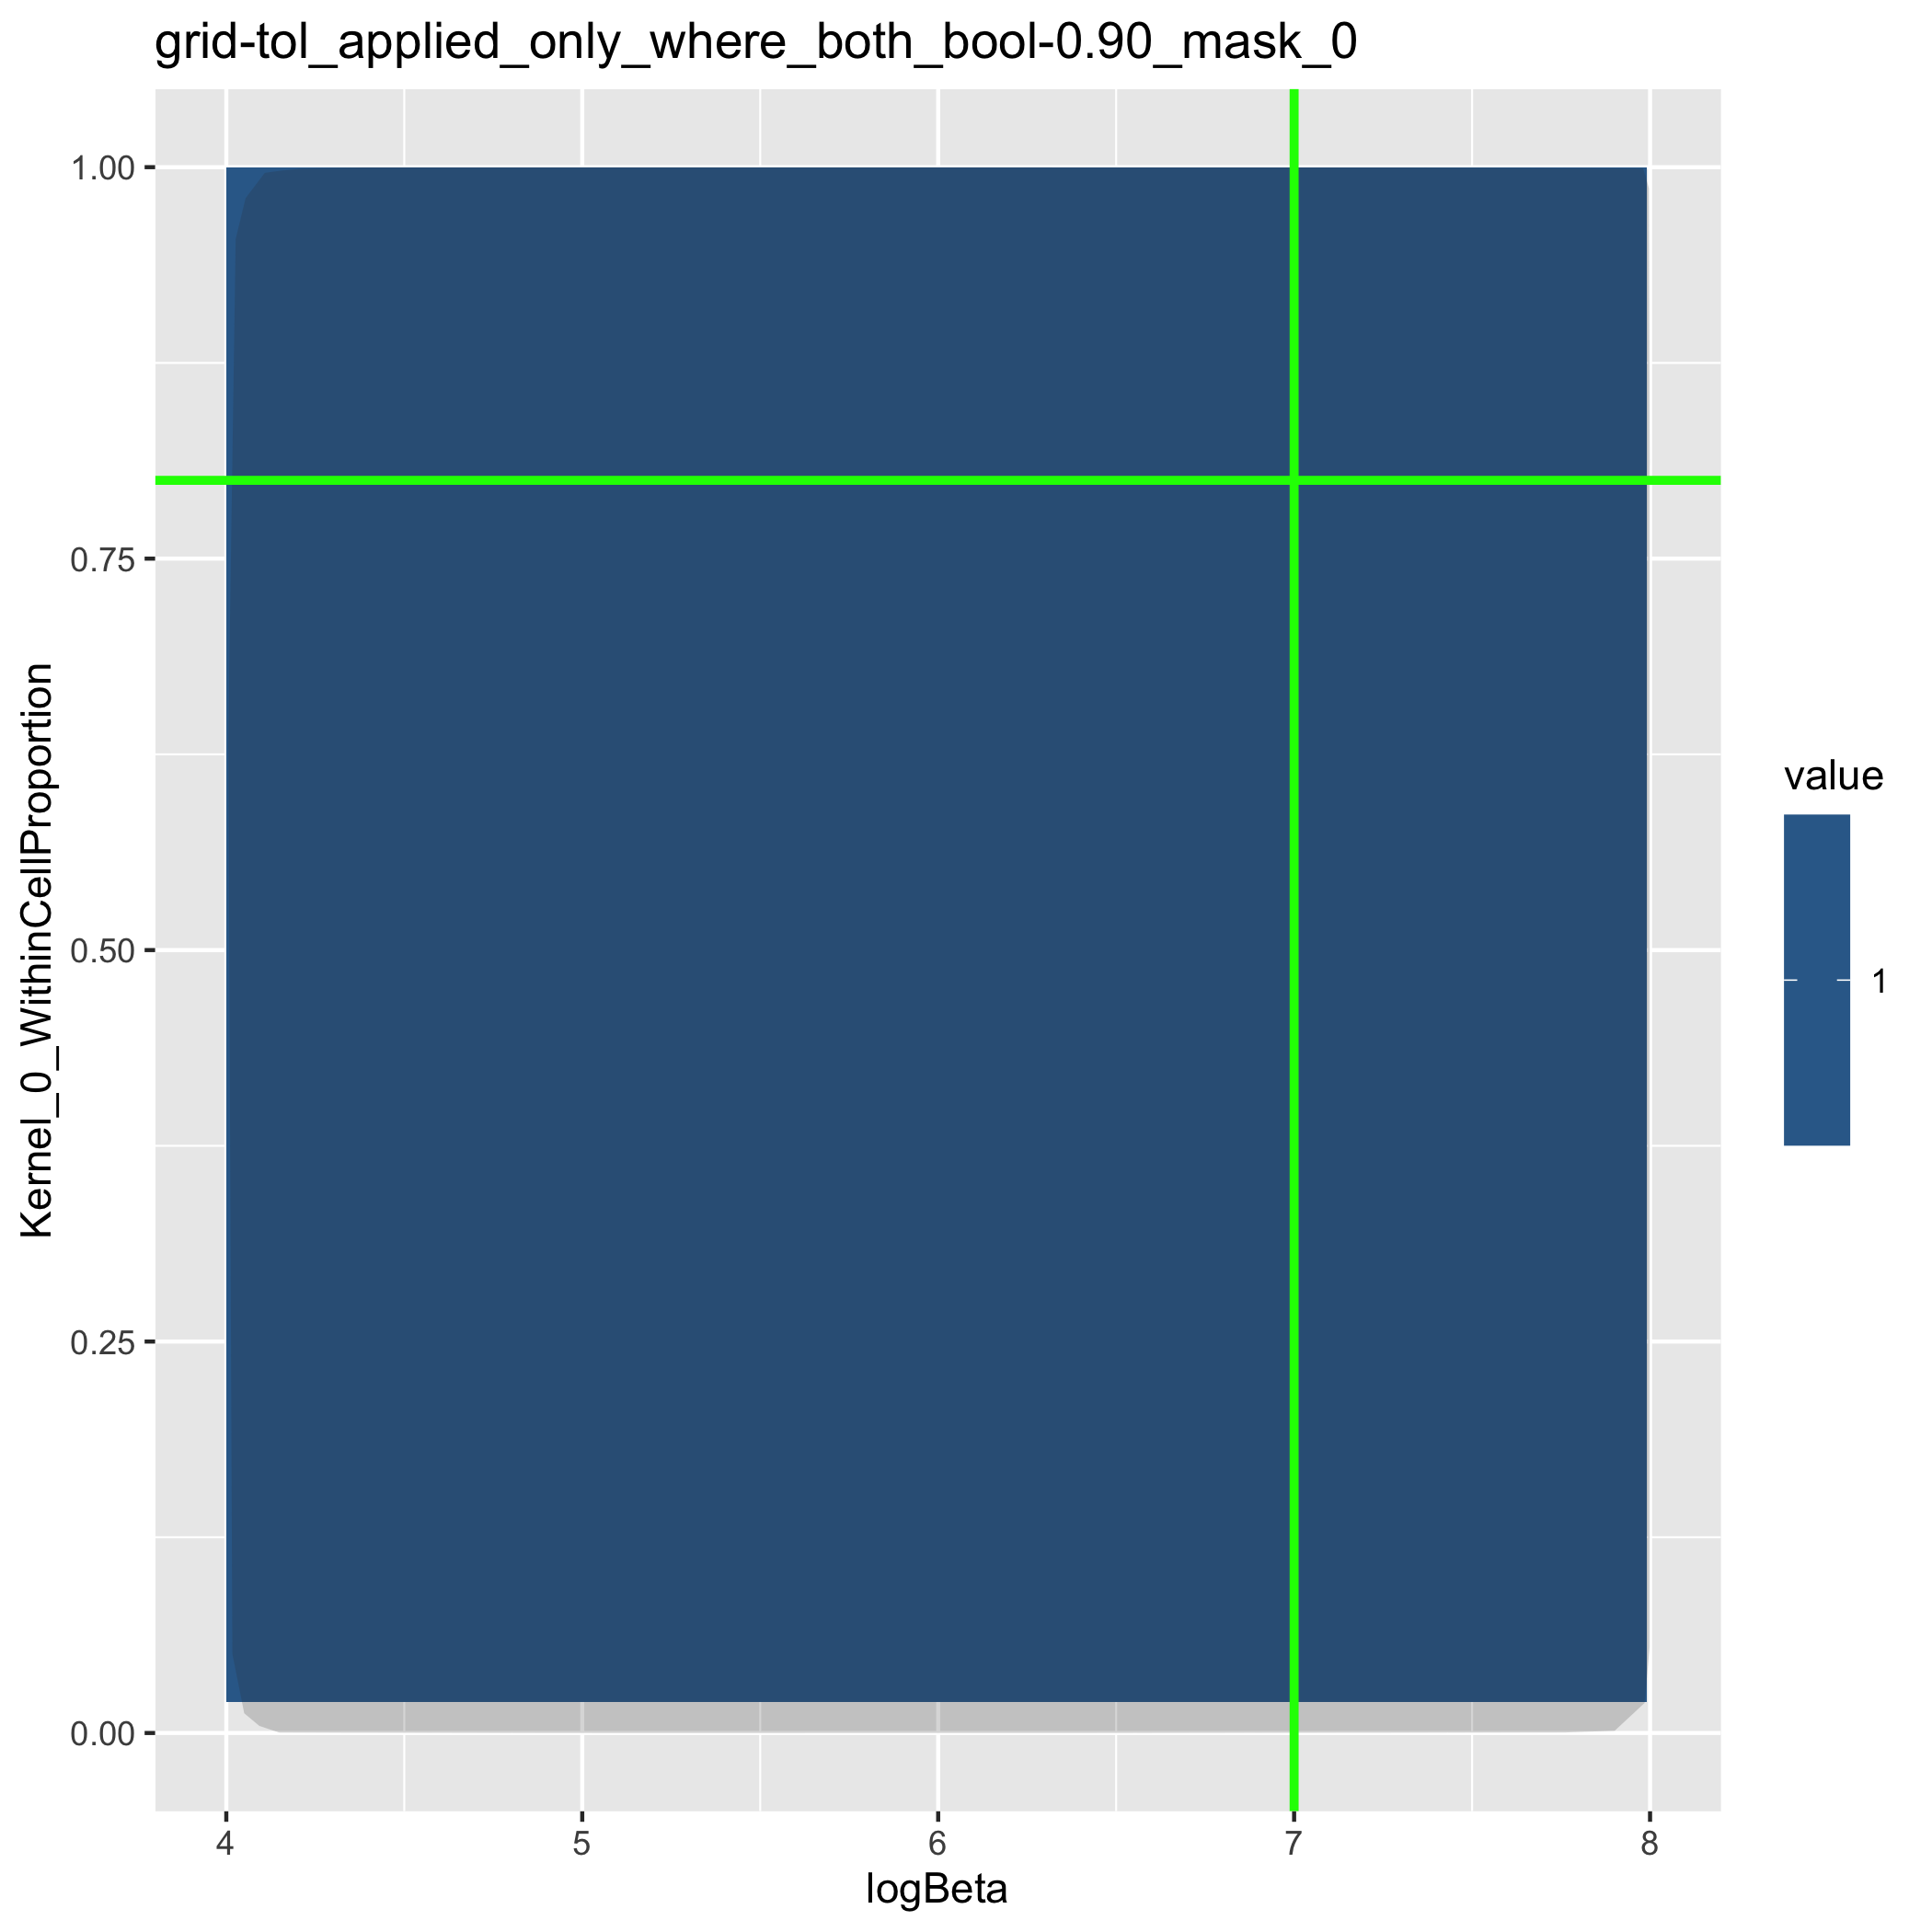 grid-tol_applied_only_where_both_bool-0.90_mask_0
1.00
0.75
0.50
0.25
0.00
Kernel_0_WithinCellProportion
4
5
6
7
8
logBeta
value
1